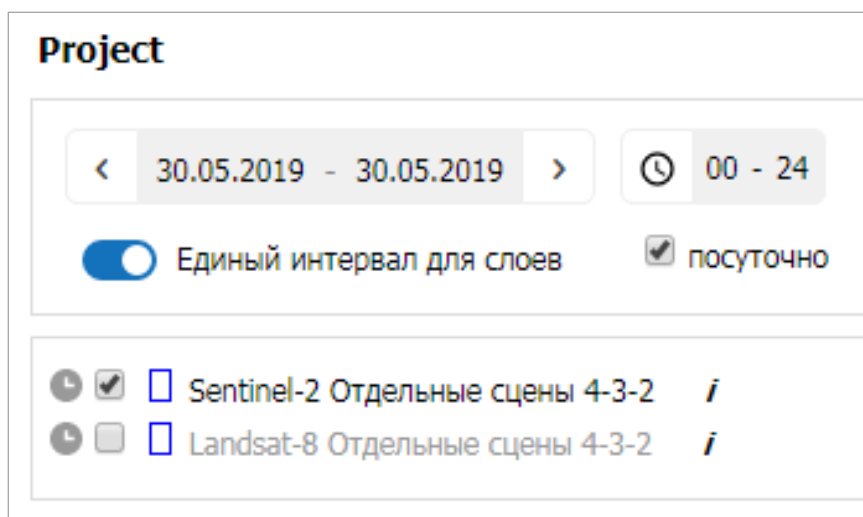 Project
30.05.2019 - 30.05.2019 00 - 24
Единый интервал для слоев посуточно
Sentinel-2 Отдельные сцены 4-3-2 i
Landsat-8 Отдельные сцены 4-3-2 i